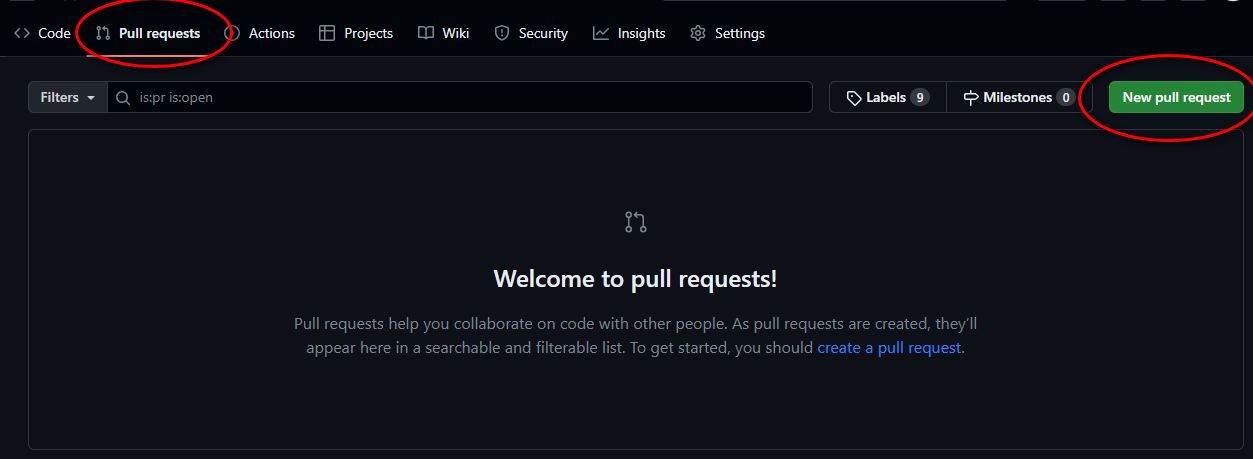 Code Pull requests Actions Projects Wiki Security Insights Settings
Filters is:pr is:open Labels 9 Milestones 0 New pull request
Welcome to pull requests!
Pull requests help you collaborate on code with other people. As pull requests are created, they’ll
appear here in a searchable and filterable list. To get started, you should create a pull request.